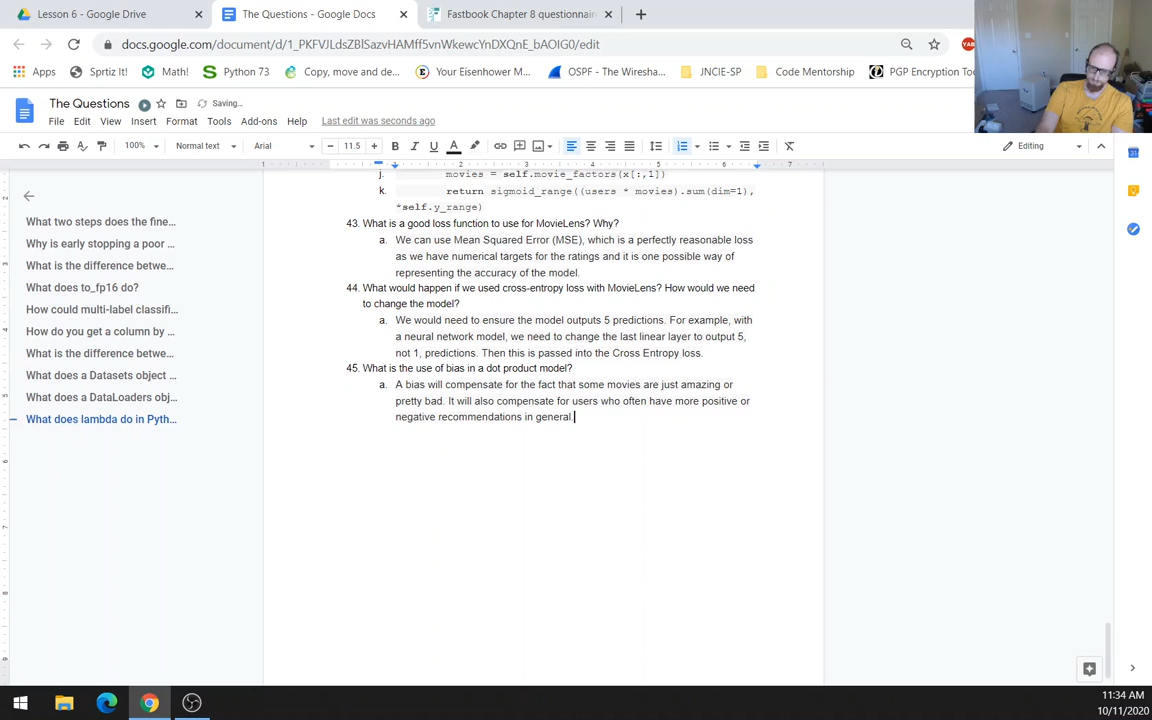 Lesson 6 - Google Drive
The Questions - Google Docs
Fastbook Chapter 8 questionnair
docs.google.com/document/d/1_PKFVJLdsZBlSazvHAMff5vnWkewcYnDXQnE_bAOIG0/edit
Apps
Sprtiz It!
Math!
Python 73
Copy, move and de...
Your Eisenhower M...
OSPF - The Wiresha...
JNCIE-SP
Code Mentorship
PGP Encryption Too
The Questions
Saving...
File Edit View Insert Format Tools Add-ons Help Last edit was seconds ago
100% Normal text Arial 11.5 Editing
What two steps does the fine...
Why is early stopping a poor ...
What is the difference betwe...
What does to_fp16 do?
How could multi-label classifi...
How do you get a column by ...
What is the difference betwe...
What does a Datasets object ...
What does a DataLoaders obj...
What does lambda do in Pyth...
j. movies = self.movie_factors(x[:,1])
k. return sigmoid_range((users * movies).sum(dim=1),
*self.y_range)
43. What is a good loss function to use for MovieLens? Why?
a. We can use Mean Squared Error (MSE), which is a perfectly reasonable loss
as we have numerical targets for the ratings and it is one possible way of
representing the accuracy of the model.
44. What would happen if we used cross-entropy loss with MovieLens? How would we need
to change the model?
a. We would need to ensure the model outputs 5 predictions. For example, with
a neural network model, we need to change the last linear layer to output 5,
not 1, predictions. Then this is passed into the Cross Entropy loss.
45. What is the use of bias in a dot product model?
a. A bias will compensate for the fact that some movies are just amazing or
pretty bad. It will also compensate for users who often have more positive or
negative recommendations in general.
11:34 AM
10/11/2020